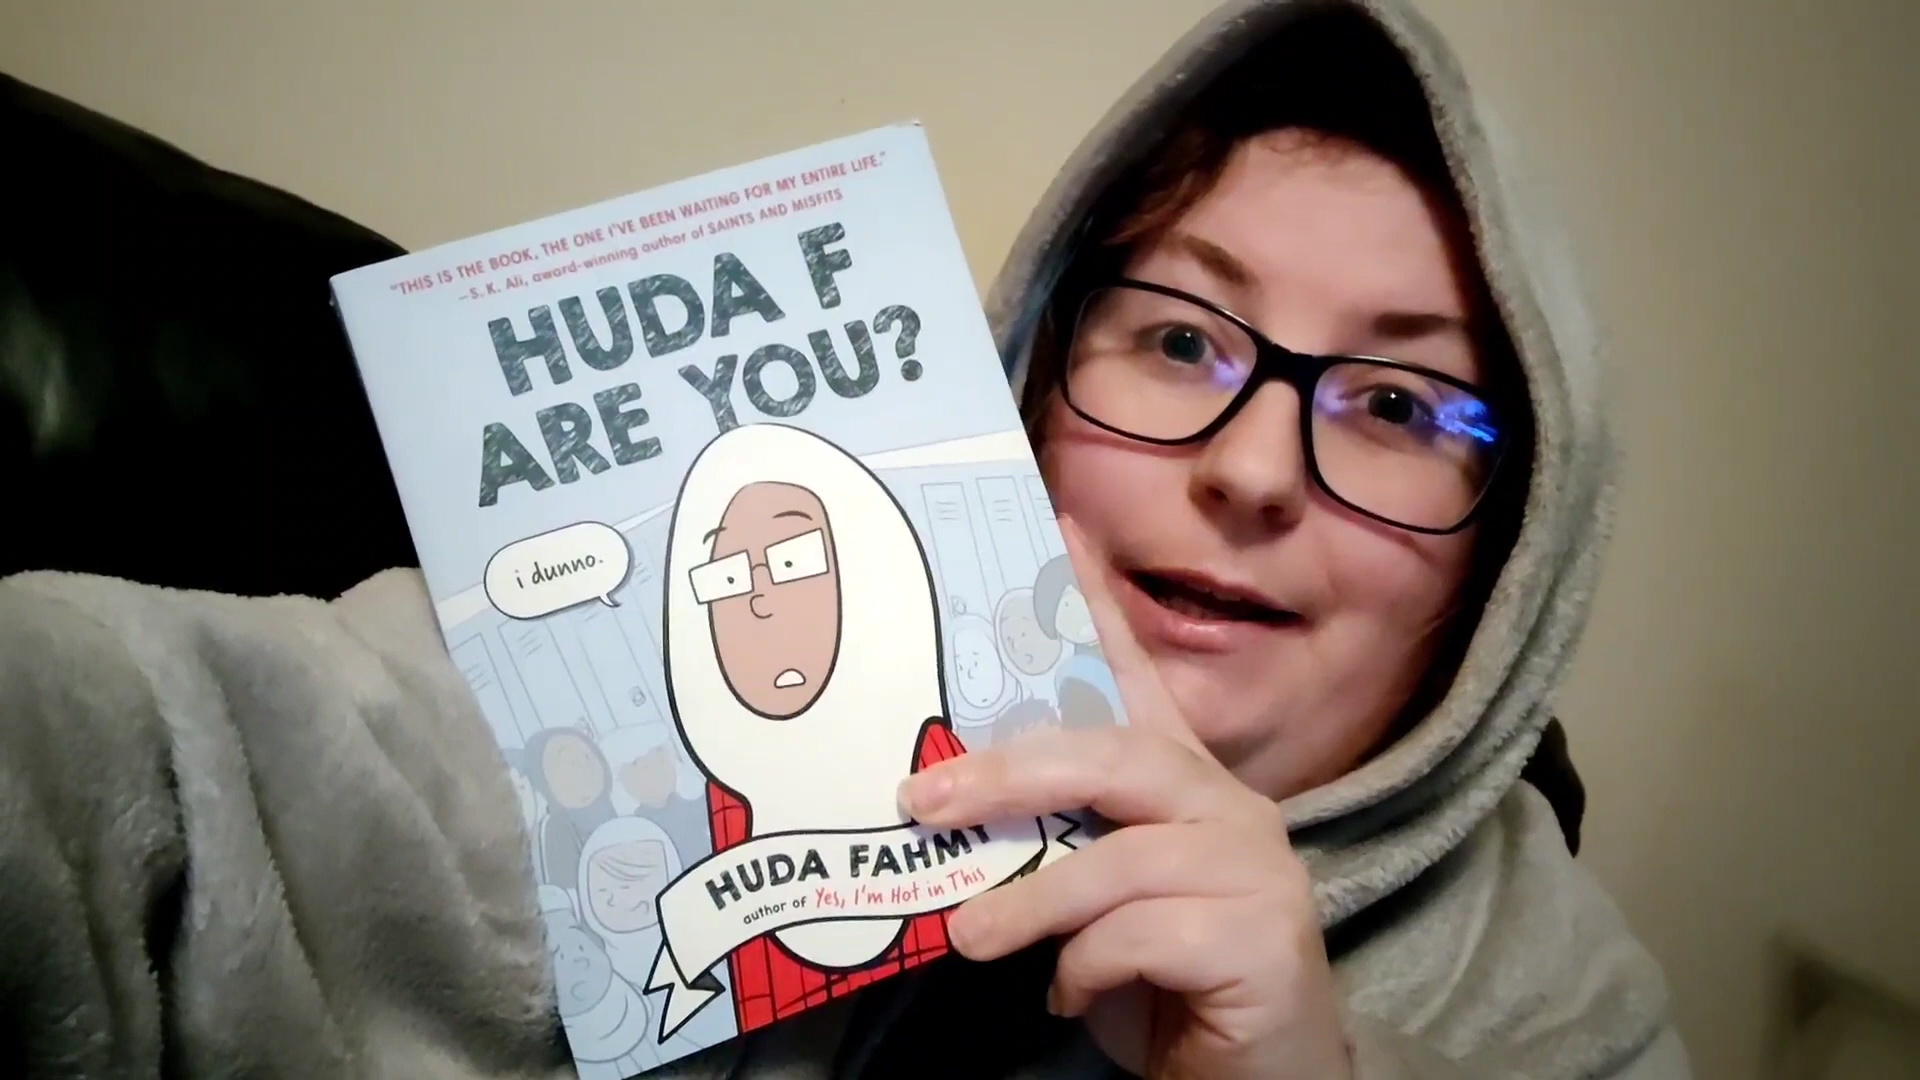 "THIS IS THE BOOK, THE ONE I'VE BEEN WAITING FOR MY ENTIRE LIFE."
—S. K. Ali, award-winning author of SAINTS AND MISFITS
HUDA F
ARE YOU?
i dunno.
HUDA FAHMY
author of Yes, I'm Hot in This